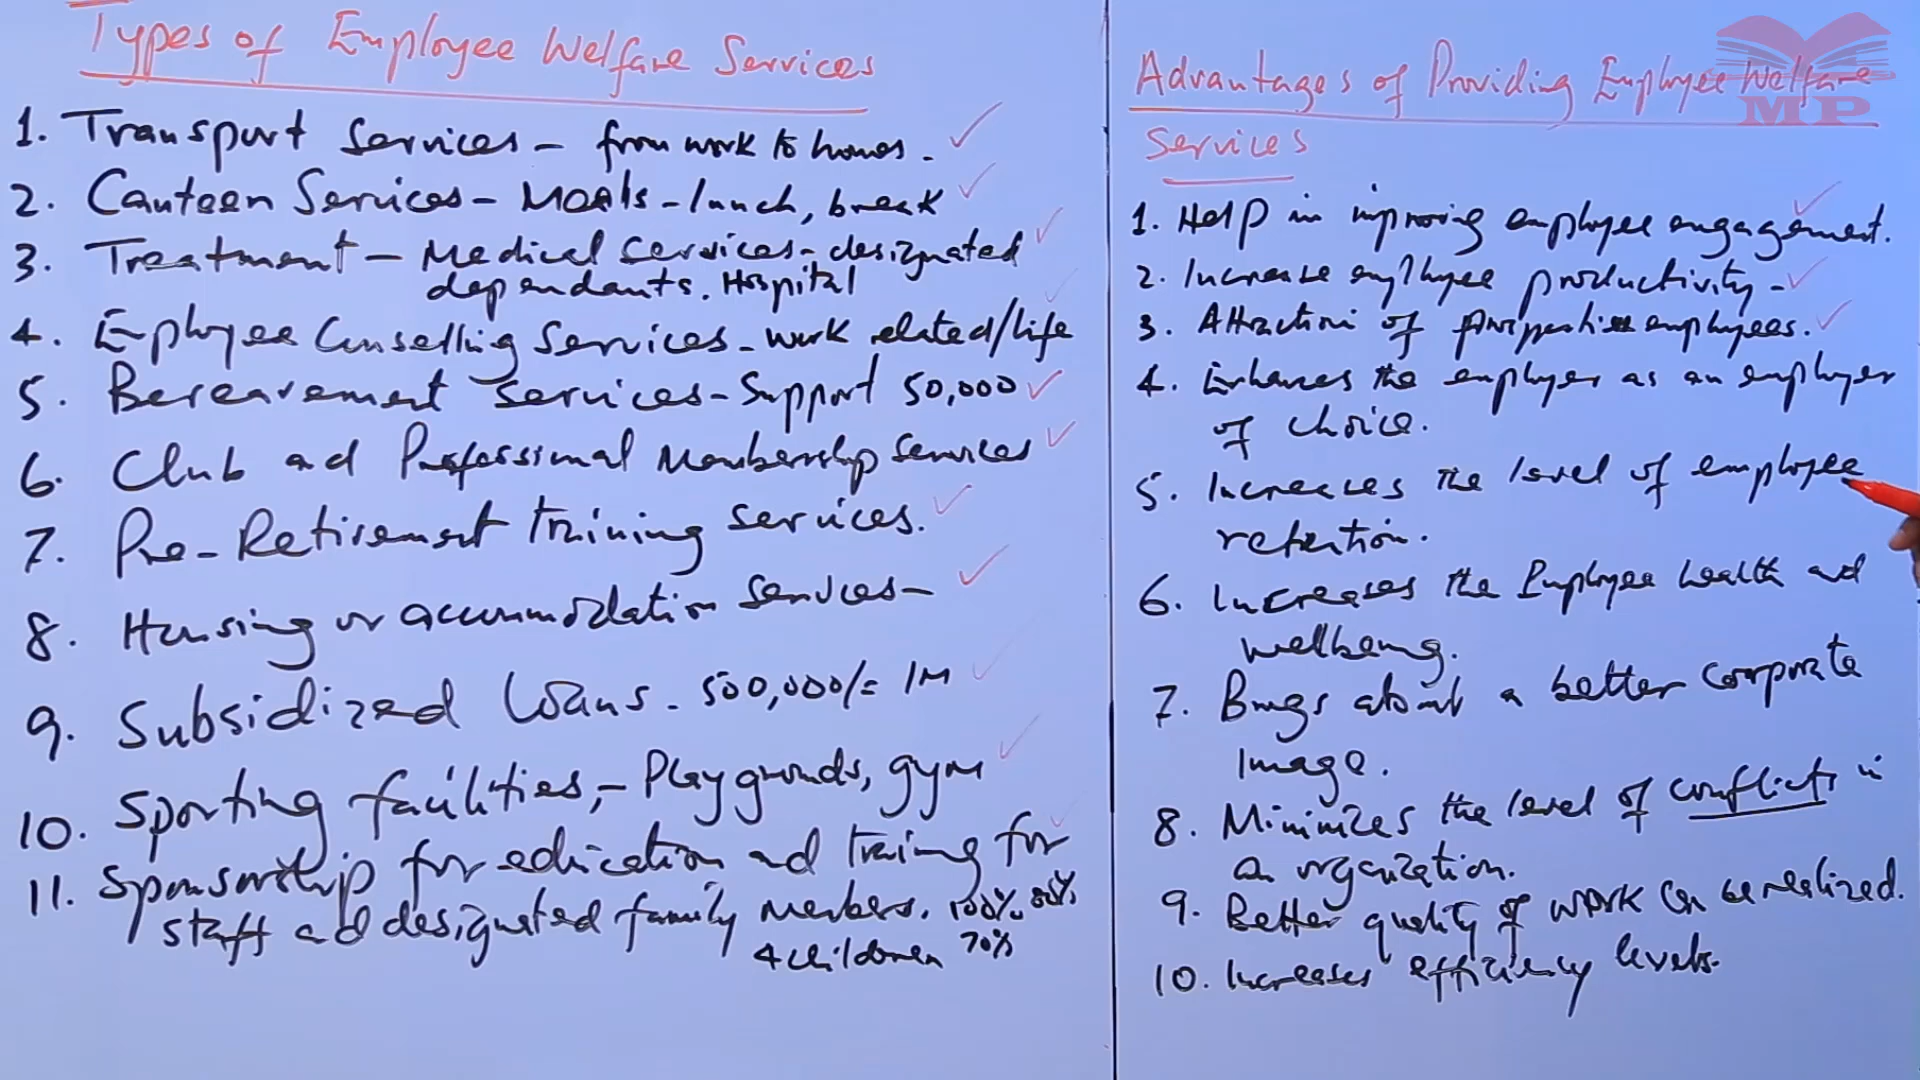 Types of Employee Welfare Services
1. Transport Services - from work to homes.
2. Canteen Services - Meals - lunch, break
3. Treatment - Medical Services - designated
dependants. Hospital
4. Employee Counselling Services - work related/life
5. Bereavement Services - Support 50,000
6. Club and Professional Membership Services
7. Pre-Retirement training services.
8. Housing or accommodation services -
9. Subsidized Loans. - 500,000/= 1M
10. Sporting facilities, - Playgrounds, gym
11. Sponsorship for education and training for
staff and designated family members. 100%
4 children 70%
Advantages of Providing Employee Welfare
Services
MP
1. Help in improving employee engagement.
2. Increase employee productivity -
3. Attraction of employees.
4. Enhances the employer as an employer
of choice.
5. Increases the level of employee
retention.
6. Increases the Employee health and
wellbeing.
7. Brings about a better corporate
Image.
8. Minimizes the level of conflicts in
an organization.
9. Better quality of work can be realized.
10. Increases efficiency levels.